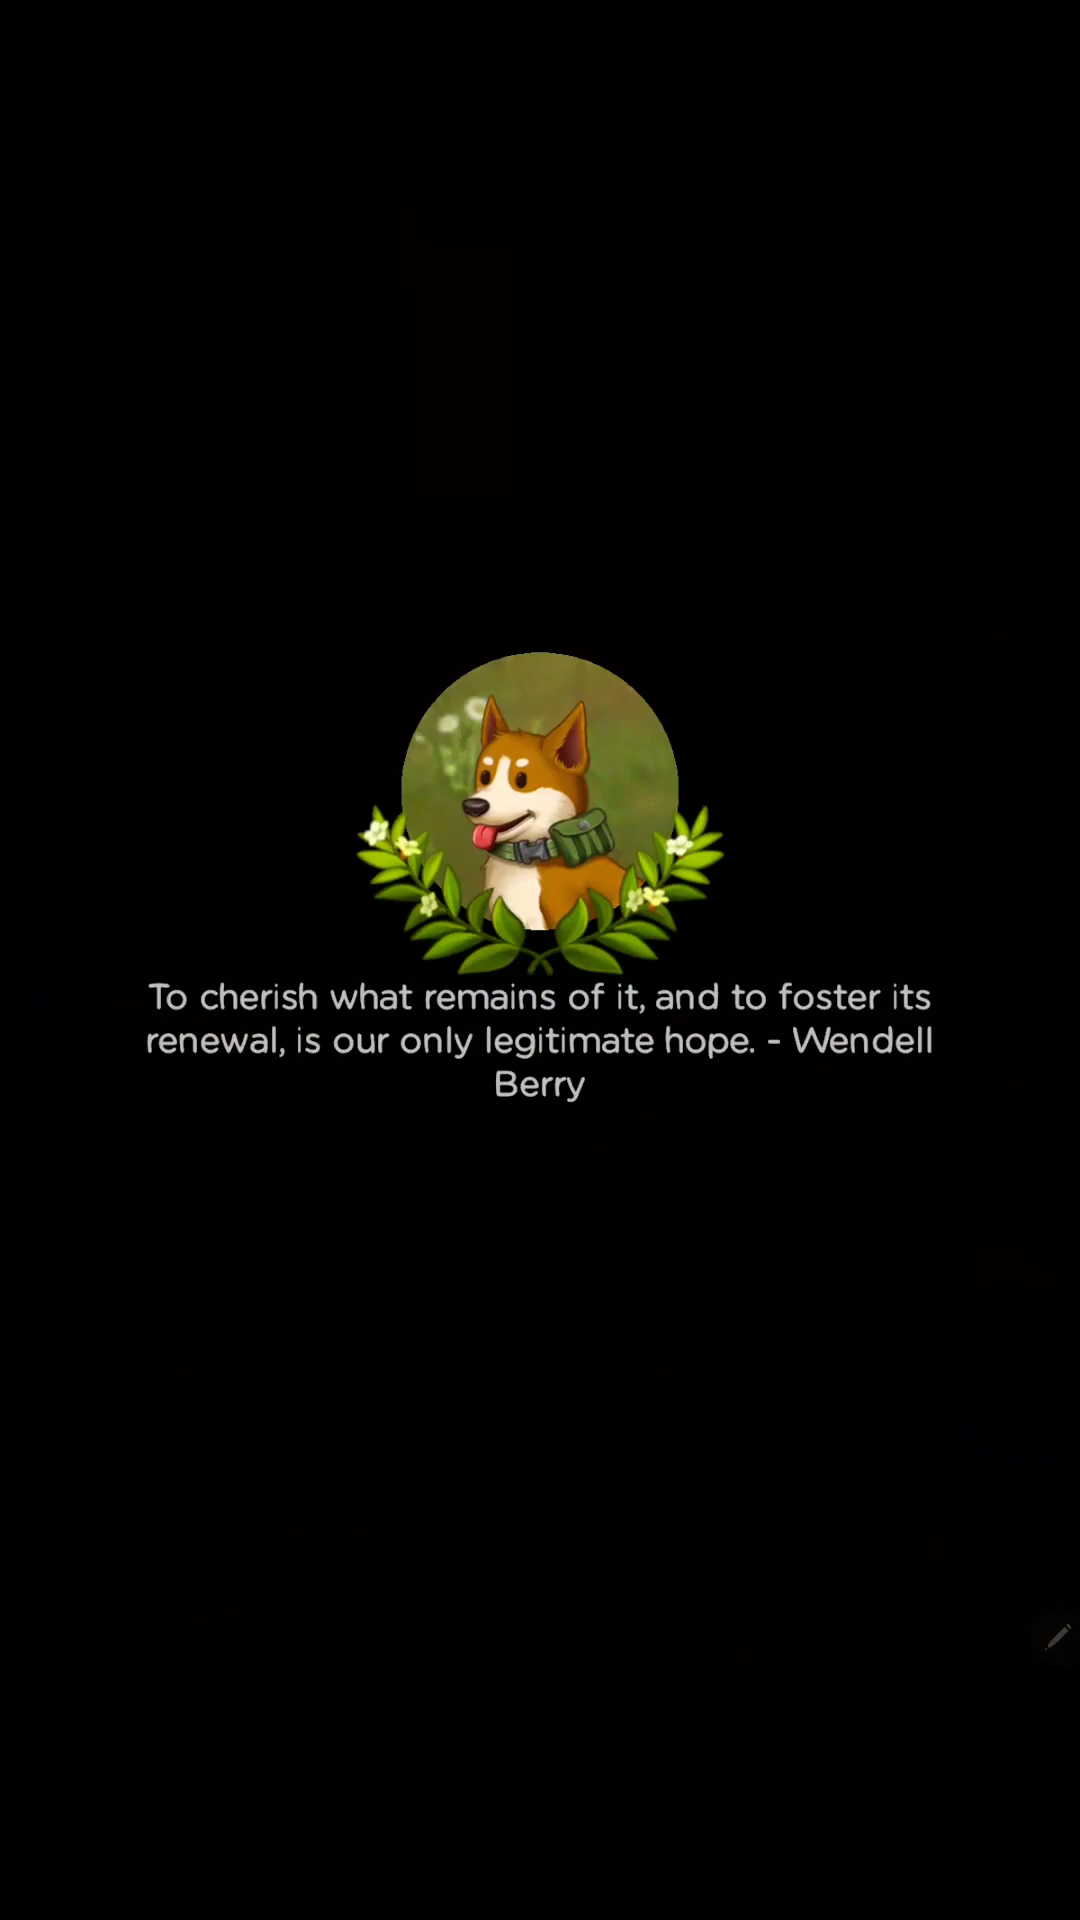 To cherish what remains of it, and to foster its
renewal, is our only legitimate hope. - Wendell
Berry